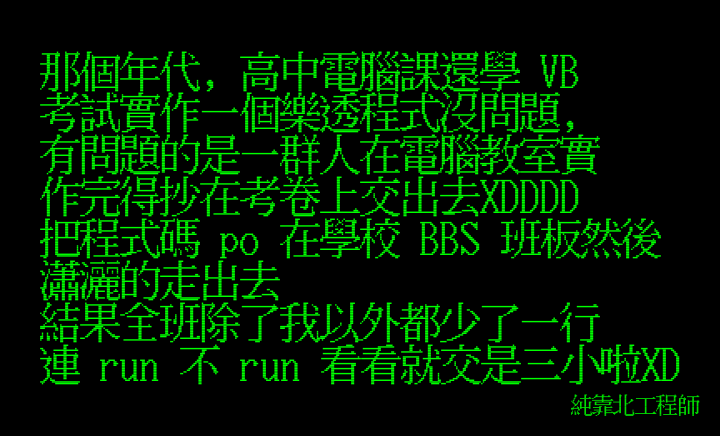 那個年代, 高中電腦課還學 VB
考試實作一個樂透程式沒問題,
有問題的是一群人在電腦教室實
作完得抄在考卷上交出去XDDDD
把程式碼 po 在學校 BBS 班板然後
瀟灑的走出去
結果全班除了我以外都少了一行
連 run 不 run 看看就交是三小啦XD
純靠北工程師